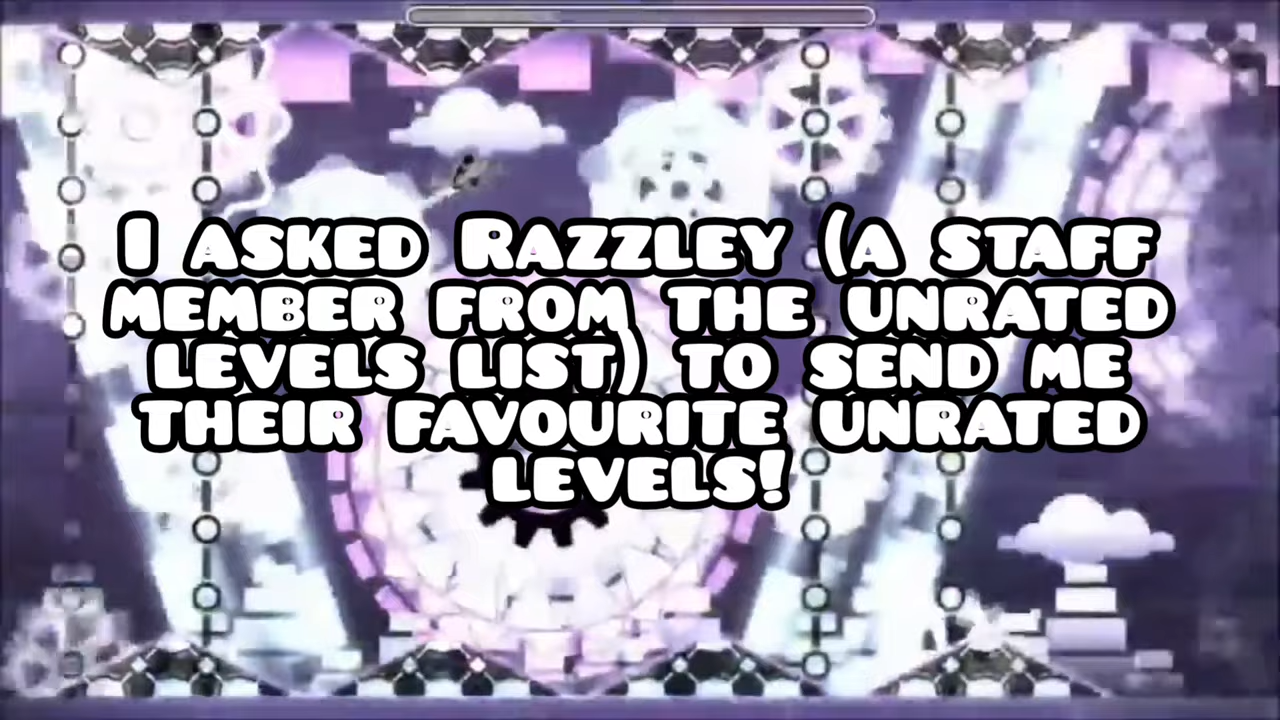 I asked Razzley (a staff
member from the unrated
levels list) to send me
their favourite unrated
levels!